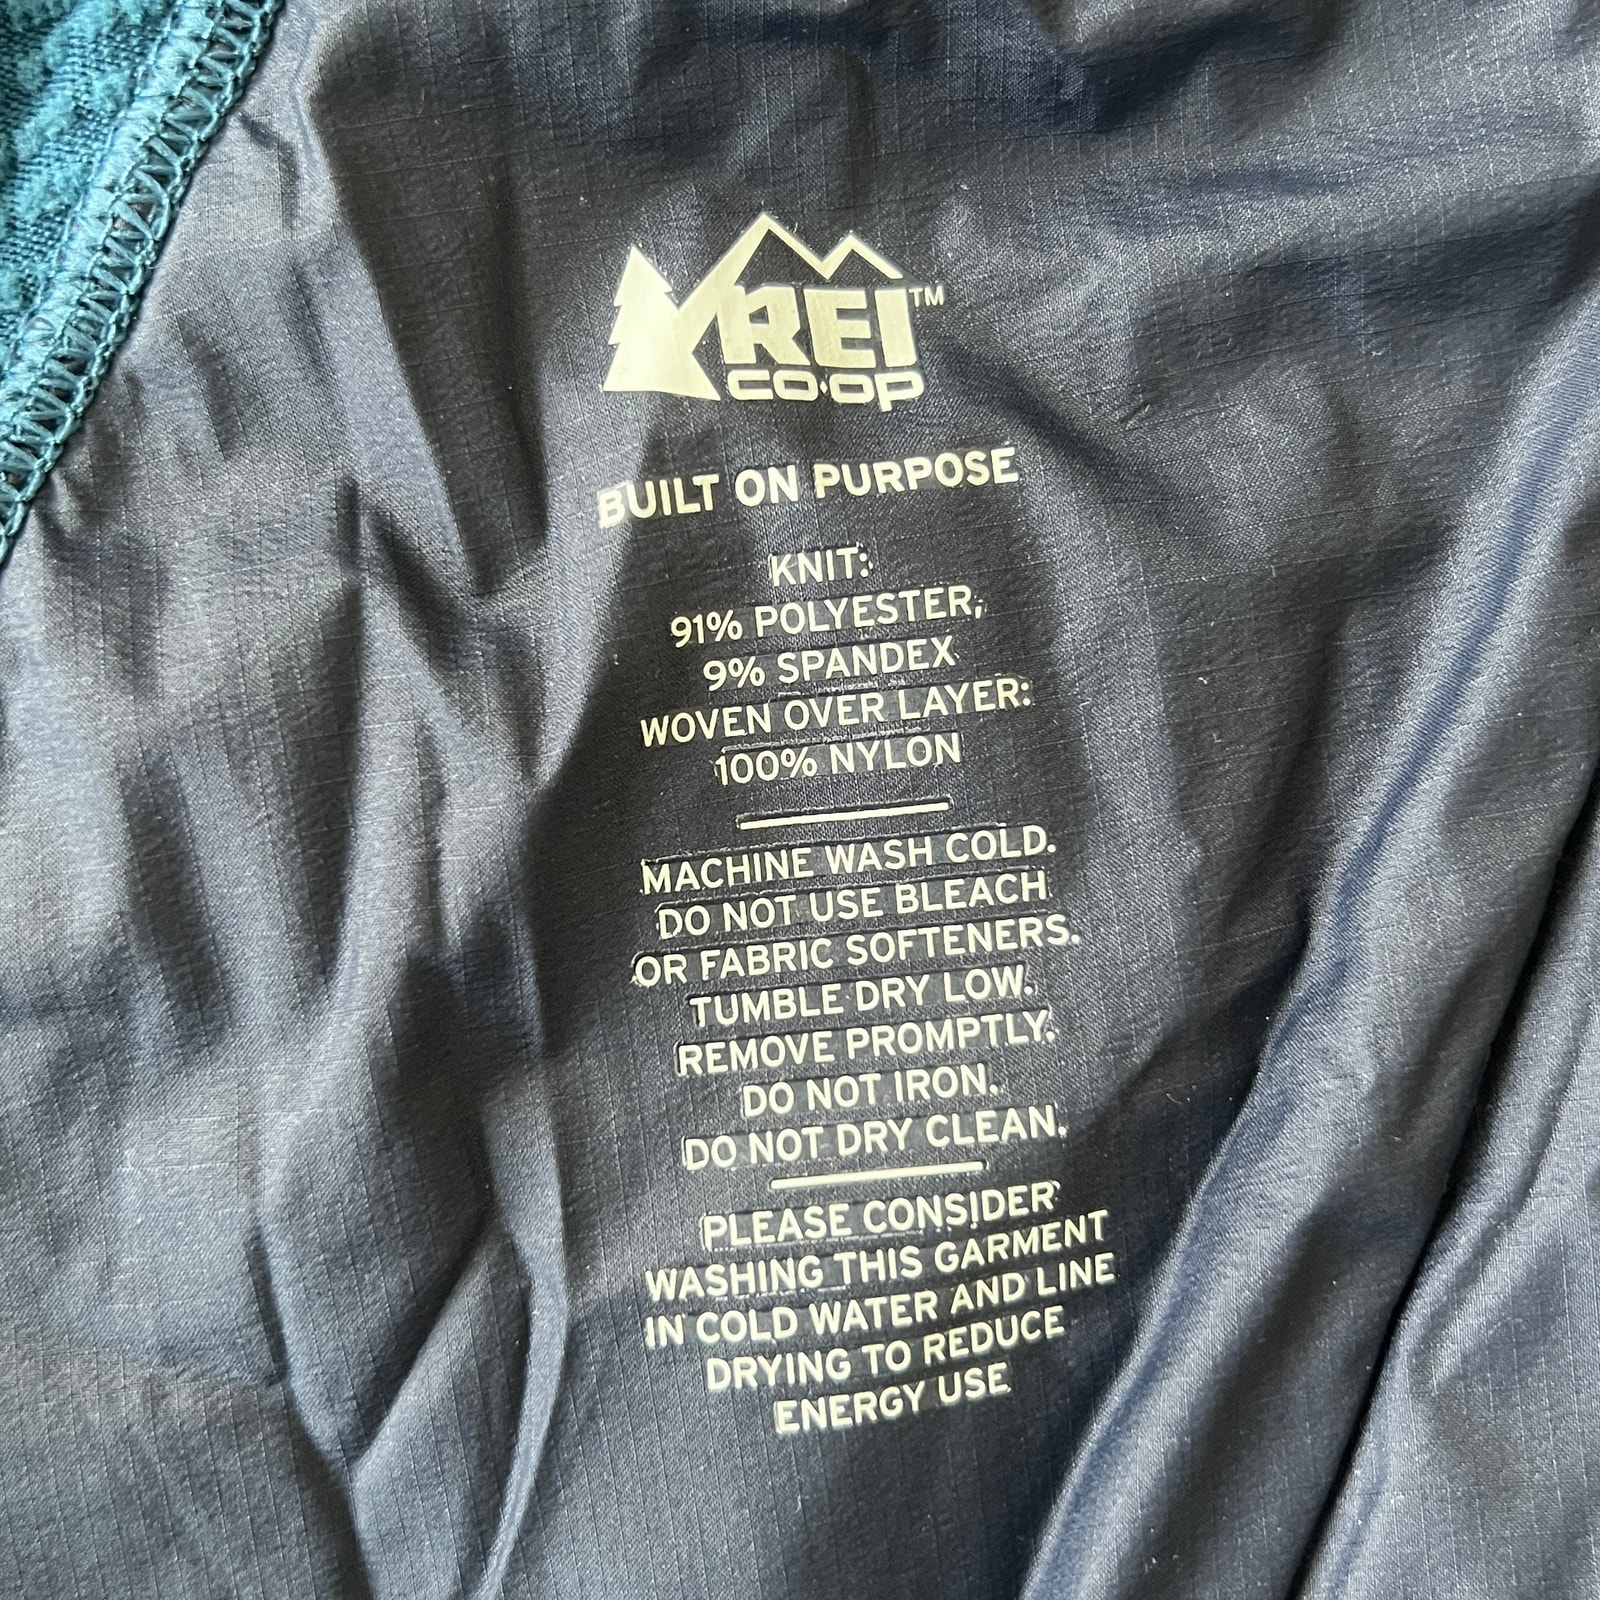 REI™
CO·OP
BUILT ON PURPOSE
KNIT:
91% POLYESTER,
9% SPANDEX
WOVEN OVER LAYER:
100% NYLON
MACHINE WASH COLD.
DO NOT USE BLEACH
OR FABRIC SOFTENERS.
TUMBLE DRY LOW.
REMOVE PROMPTLY.
DO NOT IRON.
DO NOT DRY CLEAN.
PLEASE CONSIDER
WASHING THIS GARMENT
IN COLD WATER AND LINE
DRYING TO REDUCE
ENERGY USE